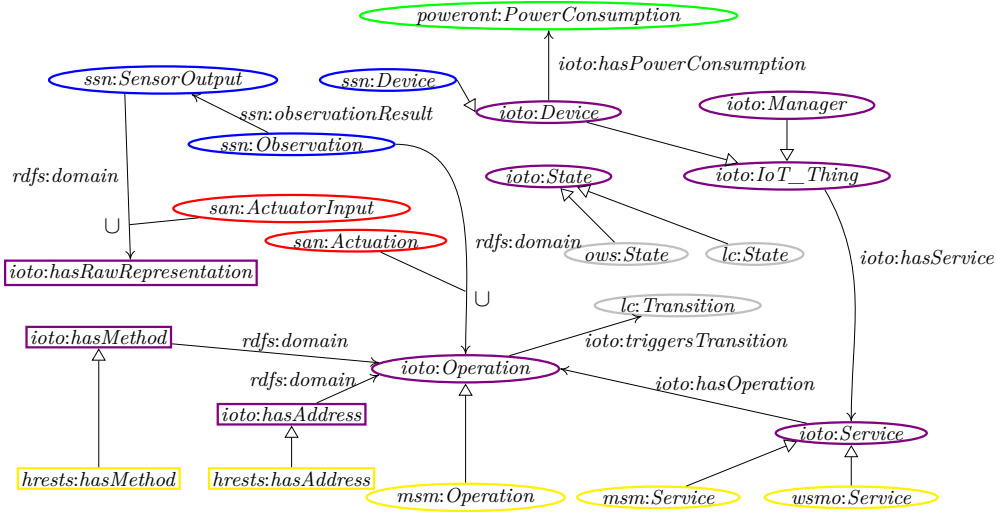 poweront:PowerConsumption
ioto:hasPowerConsumption
ssn:SensorOutput
ssn:Device
ssn:observationResult
ioto:Device
ioto:Manager
ssn:Observation
rdfs:domain
ioto:State
ioto:IoT_Thing
san:ActuatorInput
∪
san:Actuation
rdfs:domain
ows:State
lc:State
ioto:hasService
ioto:hasRawRepresentation
∪
lc:Transition
ioto:hasMethod
rdfs:domain
ioto:triggersTransition
ioto:Operation
rdfs:domain
ioto:hasOperation
ioto:hasAddress
ioto:Service
hrests:hasMethod
hrests:hasAddress
msm:Operation
msm:Service
wsmo:Service